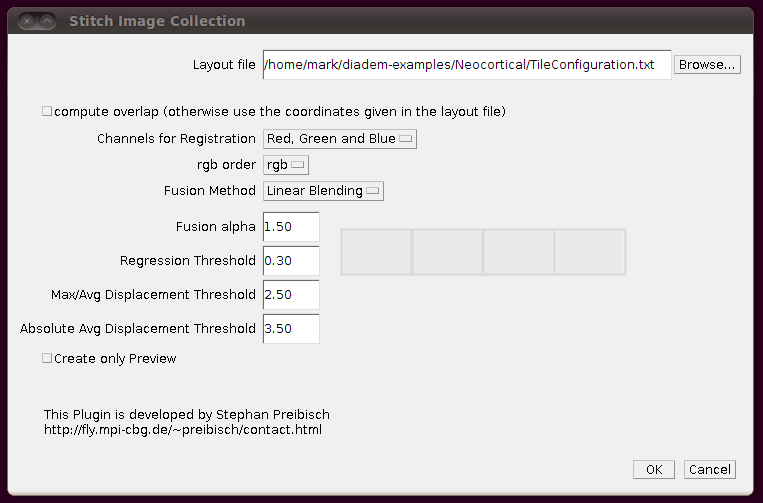 Stitch Image Collection
Layout file /home/mark/diadem-examples/Neocortical/TileConfiguration.txt Browse...
compute overlap (otherwise use the coordinates given in the layout file)
Channels for Registration Red, Green and Blue
rgb order rgb
Fusion Method Linear Blending
Fusion alpha 1.50
Regression Threshold 0.30
Max/Avg Displacement Threshold 2.50
Absolute Avg Displacement Threshold 3.50
Create only Preview
This Plugin is developed by Stephan Preibisch
http://fly.mpi-cbg.de/~preibisch/contact.html
OK Cancel